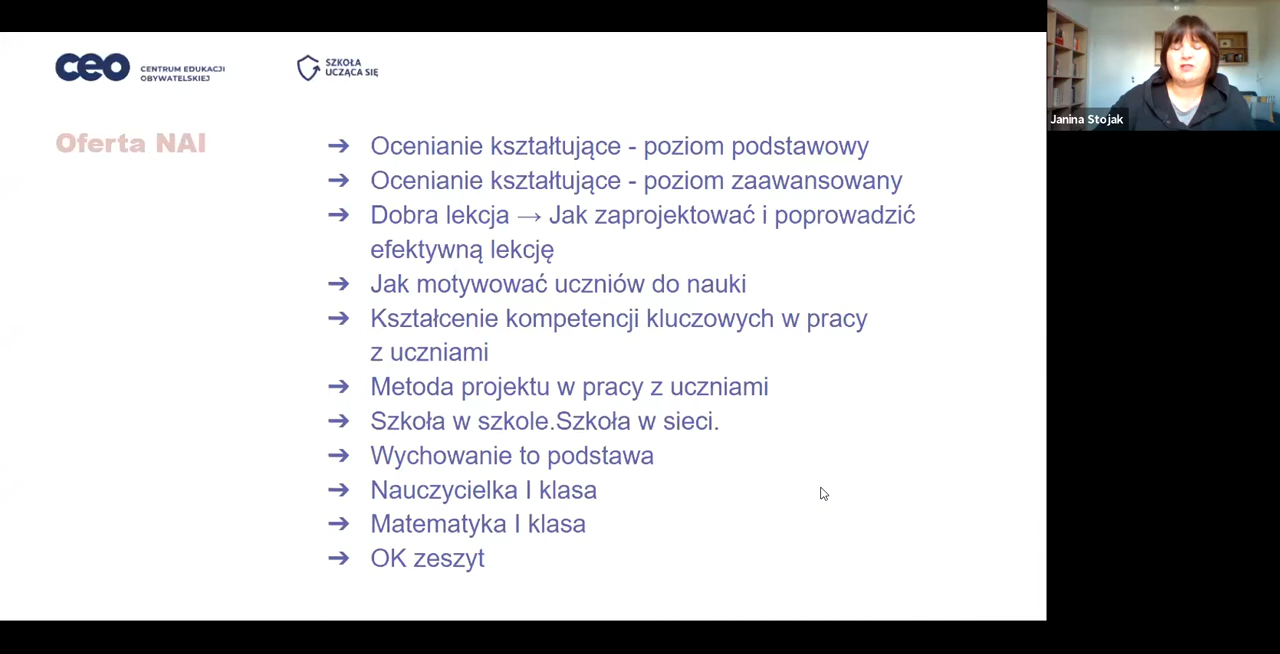 ceo CENTRUM EDUKACJI
OBYWATELSKIEJ
SZKOŁA
UCZĄCA SIĘ
Janina Stojak
Oferta NAI
➔ Ocenianie kształtujące - poziom podstawowy
➔ Ocenianie kształtujące - poziom zaawansowany
➔ Dobra lekcja → Jak zaprojektować i poprowadzić
efektywną lekcję
➔ Jak motywować uczniów do nauki
➔ Kształcenie kompetencji kluczowych w pracy
z uczniami
➔ Metoda projektu w pracy z uczniami
➔ Szkoła w szkole.Szkoła w sieci.
➔ Wychowanie to podstawa
➔ Nauczycielka I klasa
➔ Matematyka I klasa
➔ OK zeszyt